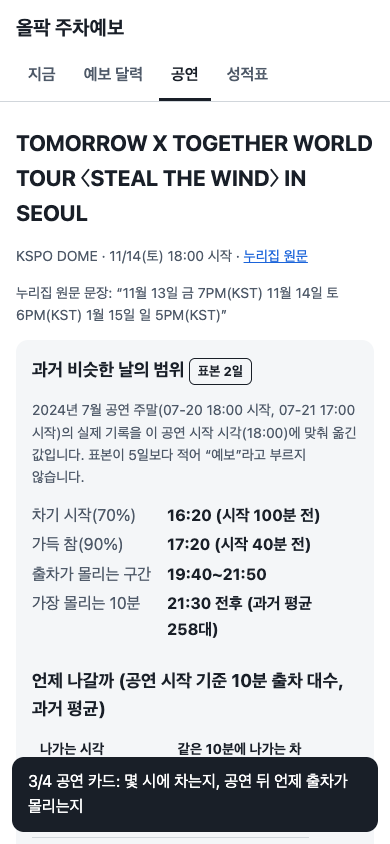 올팍 주차예보
지금 예보 달력 공연 성적표
TOMORROW X TOGETHER WORLD
TOUR 〈STEAL THE WIND〉 IN
SEOUL
KSPO DOME · 11/14(토) 18:00 시작 · 누리집 원문
누리집 원문 문장: “11월 13일 금 7PM(KST) 11월 14일 토
6PM(KST) 1월 15일 일 5PM(KST)”
과거 비슷한 날의 범위 표본 2일
2024년 7월 공연 주말(07-20 18:00 시작, 07-21 17:00
시작)의 실제 기록을 이 공연 시작 시각(18:00)에 맞춰 옮긴
값입니다. 표본이 5일보다 적어 “예보”라고 부르지
않습니다.
차기 시작(70%) 16:20 (시작 100분 전)
가득 참(90%) 17:20 (시작 40분 전)
출차가 몰리는 구간 19:40~21:50
가장 몰리는 10분 21:30 전후 (과거 평균
258대)
언제 나갈까 (공연 시작 기준 10분 출차 대수,
과거 평균)
나가는 시각 같은 10분에 나가는 차
3/4 공연 카드: 몇 시에 차는지, 공연 뒤 언제 출차가
몰리는지